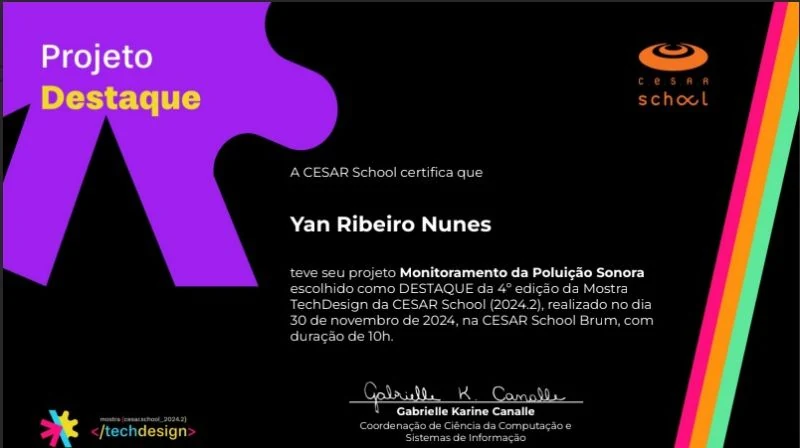 Projeto
Destaque
CESAR
school
A CESAR School certifica que
Yan Ribeiro Nunes
teve seu projeto Monitoramento da Poluição Sonora
escolhido como DESTAQUE da 4º edição da Mostra
TechDesign da CESAR School (2024.2), realizado no dia
30 de novembro de 2024, na CESAR School Brum, com
duração de 10h.
Gabrielle K. Canalle
Gabrielle Karine Canalle
Coordenação de Ciência da Computação e
Sistemas de Informação
mostra {cesar.school_2024.2}
</techdesign>